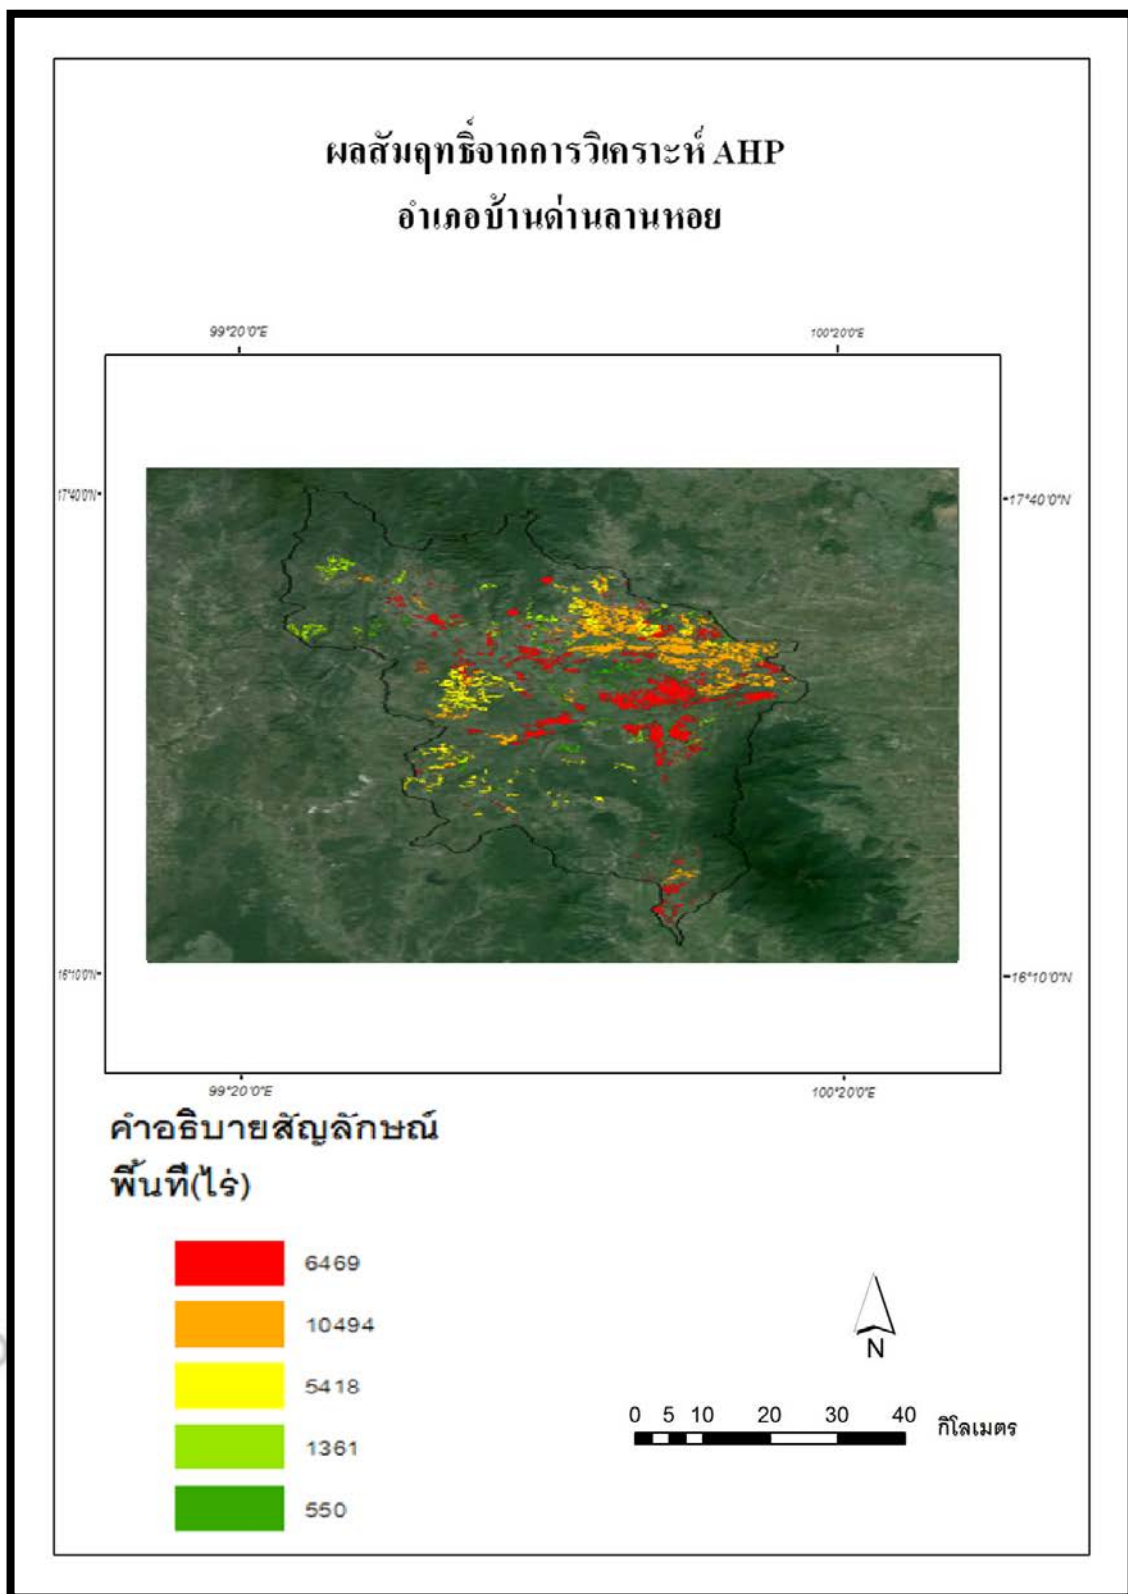 ผลสัมฤทธิ์จากการวิเคราะห์ AHP
อำเภอบ้านด่านลานหอย
99°20'0"E 100°20'0"E
17°40'0"N 17°40'0"N
16°10'0"N 16°10'0"N
99°20'0"E 100°20'0"E
คำอธิบายสัญลักษณ์
พื้นที่(ไร่)
6469
10494
5418
1361
550
N
0 5 10 20 30 40 กิโลเมตร